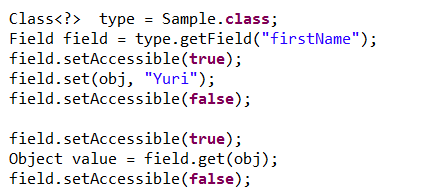 Class<?>  type = Sample.class;
Field field = type.getField("firstName");
field.setAccessible(true);
field.set(obj, "Yuri");
field.setAccessible(false);

field.setAccessible(true);
Object value = field.get(obj);
field.setAccessible(false);